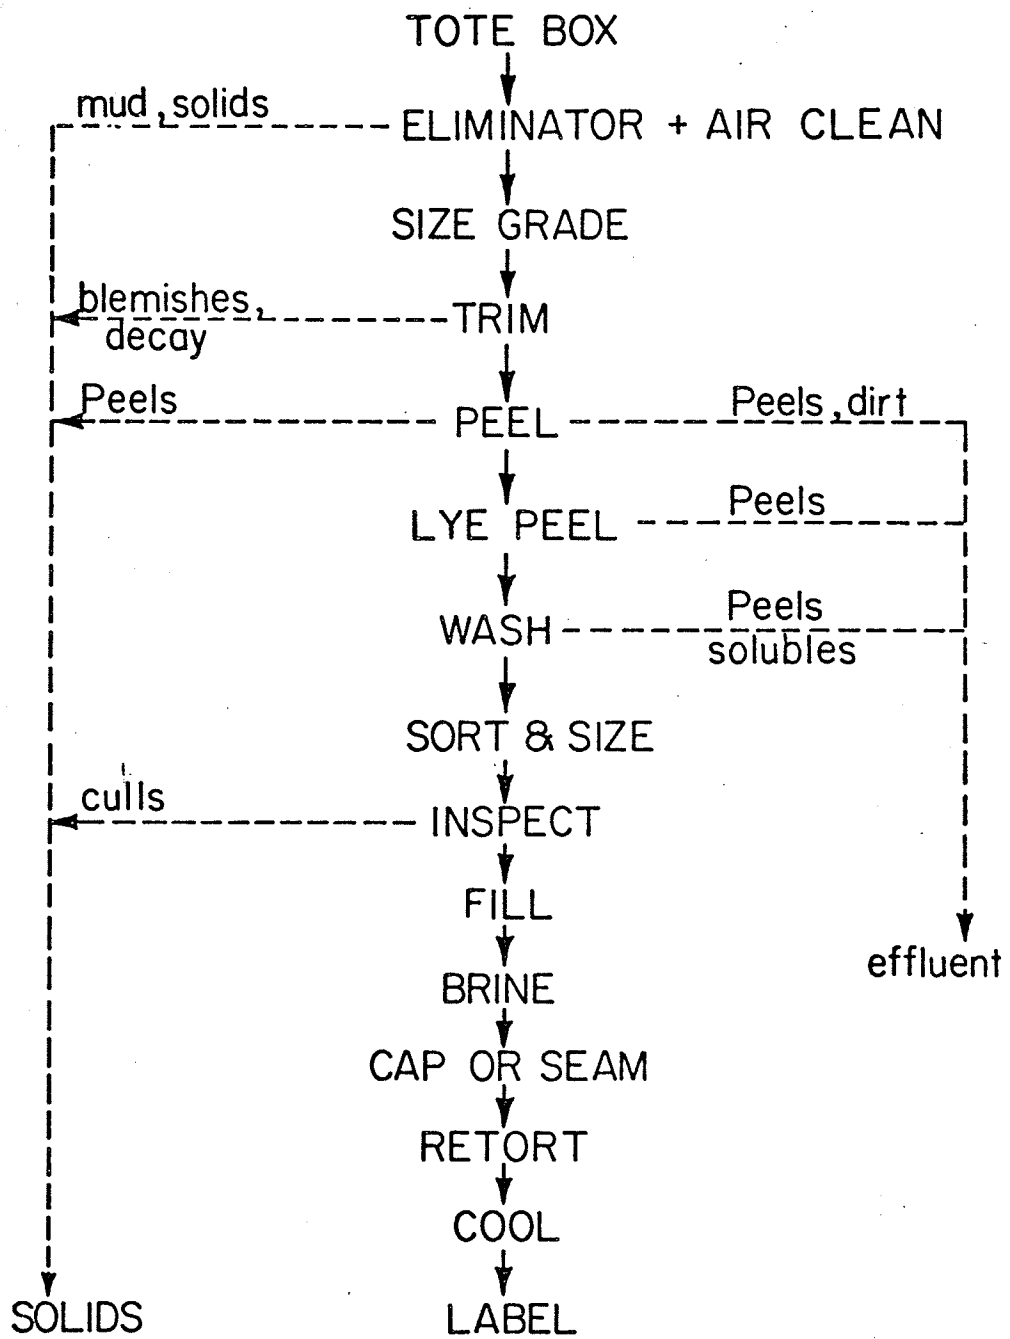 TOTE BOX
mud, solids
ELIMINATOR + AIR CLEAN
SIZE GRADE
blemishes,
decay
TRIM
Peels
PEEL
Peels, dirt
LYE PEEL
Peels
WASH
Peels
solubles
SORT & SIZE
culls
INSPECT
FILL
effluent
BRINE
CAP OR SEAM
RETORT
COOL
SOLIDS
LABEL